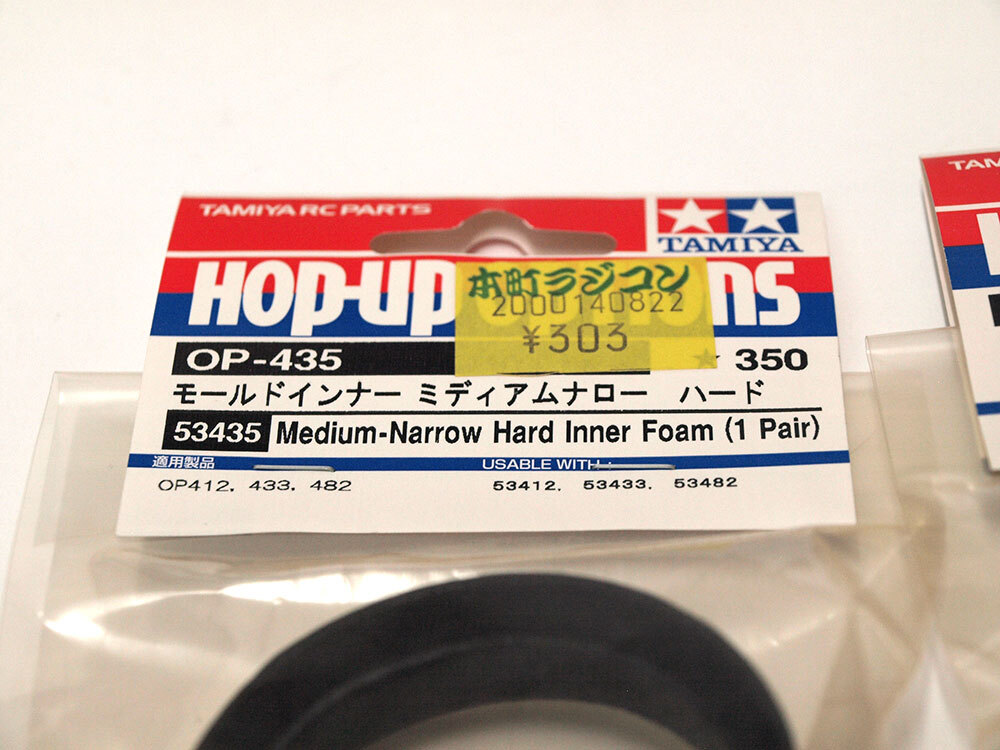 TAMIYA RC PARTS
TAMIYA
HOP-UP
本町ラジコン
2000140822
¥303
OP-435
350
モールドインナー ミディアムナロー ハード
53435 Medium-Narrow Hard Inner Foam (1 Pair)
適用製品
USABLE WITH :
OP412, 433, 482
53412, 53433, 53482